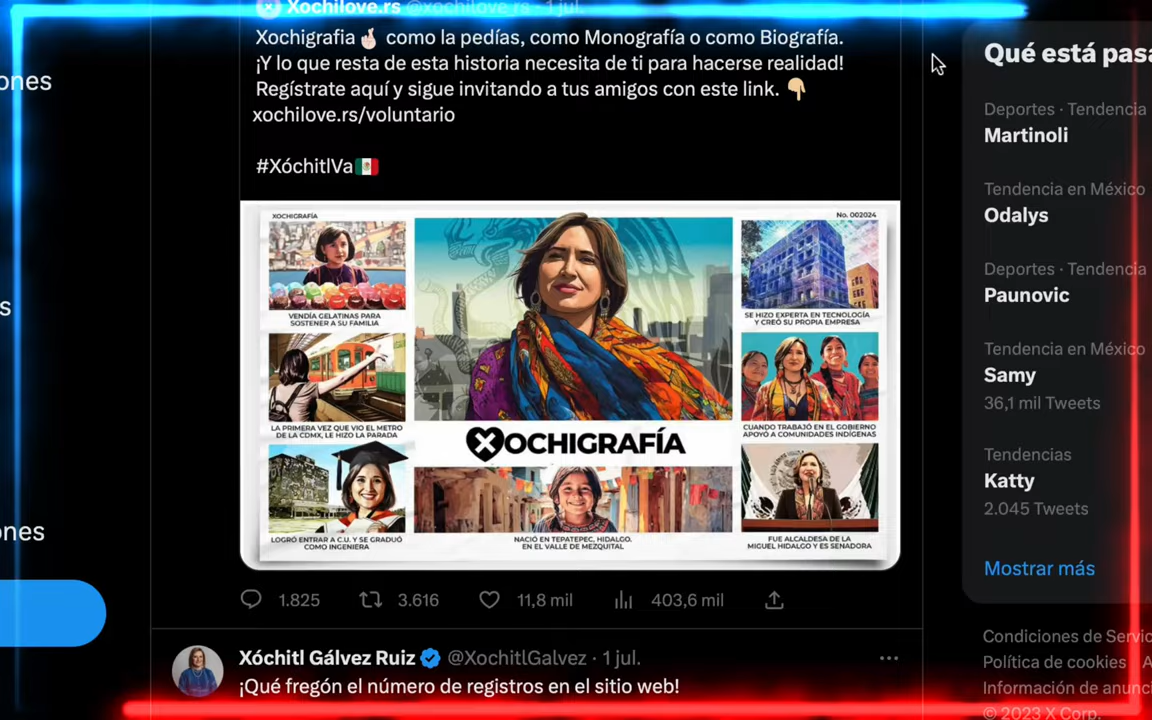 Xochilove.rs @xochilove.rs · 1 jul.
Xochigrafia 🤞🏻 como la pedías, como Monografía o como Biografía.
¡Y lo que resta de esta historia necesita de ti para hacerse realidad!
Regístrate aquí y sigue invitando a tus amigos con este link. 👇🏼
xochilove.rs/voluntario
#XóchitlVa🇲🇽
XOCHIGRAFÍA
No. 002024
VENDÍA GELATINAS PARA
SOSTENER A SU FAMILIA
LA PRIMERA VEZ QUE VIO EL METRO
DE LA CDMX, LE HIZO LA PARADA
LOGRÓ ENTRAR A C.U. Y SE GRADUÓ
COMO INGENIERA
XOCHIGRAFÍA
NACIÓ EN TEPATEPEC, HIDALGO.
EN EL VALLE DE MEZQUITAL
SE HIZO EXPERTA EN TECNOLOGÍA
Y CREÓ SU PROPIA EMPRESA
CUANDO TRABAJÓ EN EL GOBIERNO
APOYÓ A COMUNIDADES INDÍGENAS
FUE ALCALDESA DE LA
MIGUEL HIDALGO Y ES SENADORA
1.825 3.616 11,8 mil 403,6 mil
Xóchitl Gálvez Ruiz @XochitlGalvez · 1 jul.
¡Qué fregón el número de registros en el sitio web!
ones
s
ones
Qué está pasa
Deportes · Tendencia
Martinoli
Tendencia en México
Odalys
Deportes · Tendencia
Paunovic
Tendencia en México
Samy
36,1 mil Tweets
Tendencias
Katty
2.045 Tweets
Mostrar más
Condiciones de Servic
Política de cookies A
Información de anunc
© 2023 X Corp.